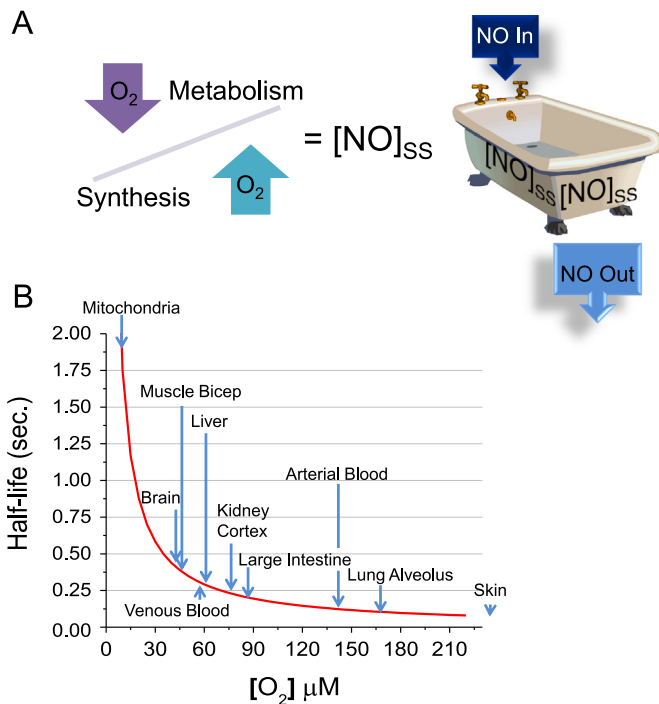 A
NO In
O₂
Metabolism
= [NO]SS
Synthesis
O₂
[NO]SS
[NO]SS
NO Out
B
Mitochondria
2.00
1.75
Muscle Bicep
1.50
Liver
1.25
Arterial Blood
1.00
Brain
0.75
Kidney
Cortex
0.50
Large Intestine
Lung Alveolus
0.25
Skin
Venous Blood
0.00
Half-life (sec.)
0 30 60 90 120 150 180 210
[O₂] μM